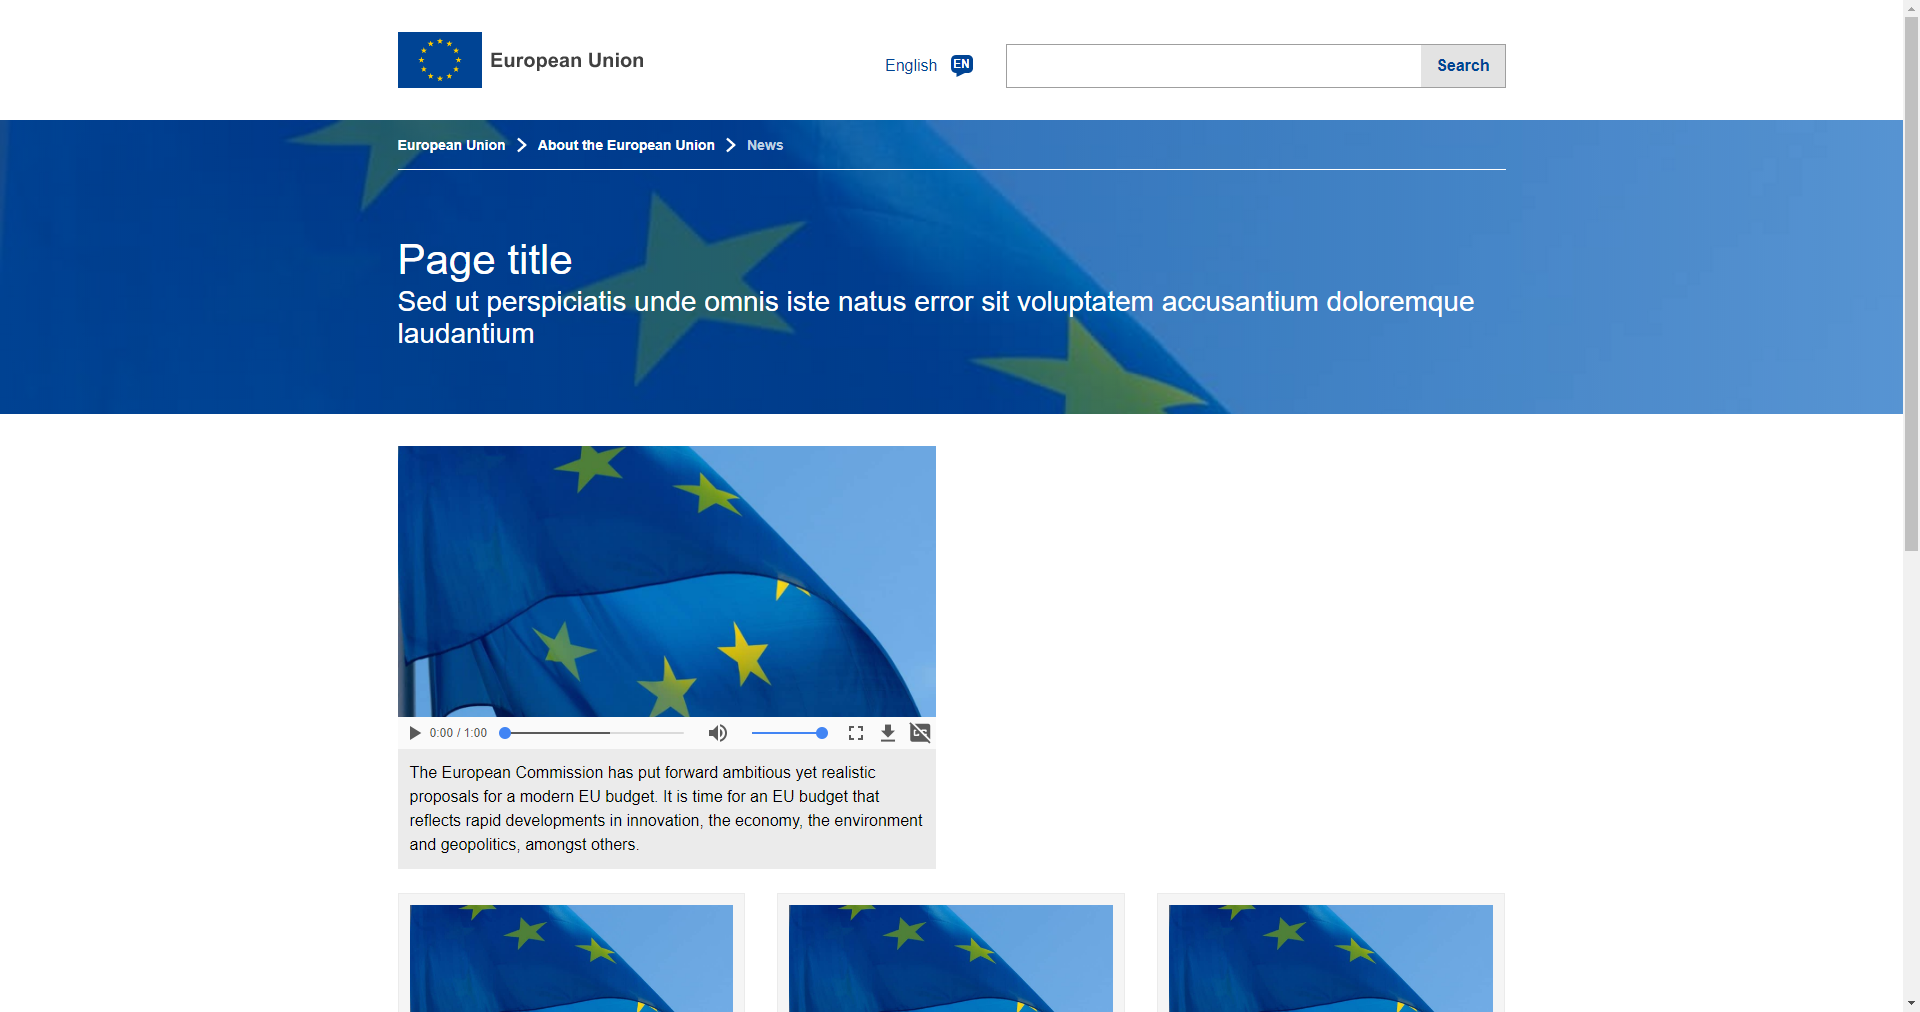 European Union
English EN
Search
European Union About the European Union News
Page title
Sed ut perspiciatis unde omnis iste natus error sit voluptatem accusantium doloremque
laudantium
0:00 / 1:00
CC
The European Commission has put forward ambitious yet realistic
proposals for a modern EU budget. It is time for an EU budget that
reflects rapid developments in innovation, the economy, the environment
and geopolitics, amongst others.